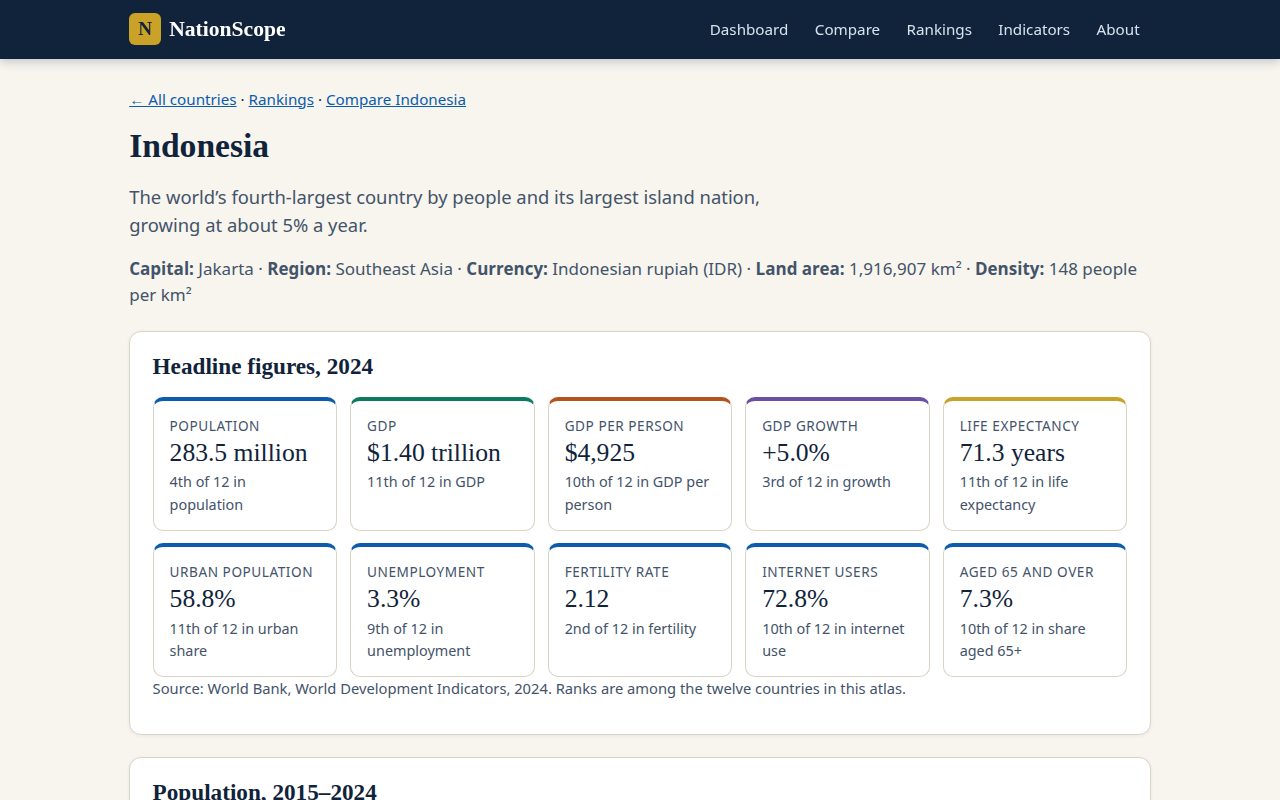 N NationScope
Dashboard Compare Rankings Indicators About
← All countries · Rankings · Compare Indonesia
Indonesia
The world’s fourth-largest country by people and its largest island nation,
growing at about 5% a year.
Capital: Jakarta · Region: Southeast Asia · Currency: Indonesian rupiah (IDR) · Land area: 1,916,907 km² · Density: 148 people
per km²
Headline figures, 2024
POPULATION
283.5 million
4th of 12 in
population
GDP
$1.40 trillion
11th of 12 in GDP
GDP PER PERSON
$4,925
10th of 12 in GDP per
person
GDP GROWTH
+5.0%
3rd of 12 in growth
LIFE EXPECTANCY
71.3 years
11th of 12 in life
expectancy
URBAN POPULATION
58.8%
11th of 12 in urban
share
UNEMPLOYMENT
3.3%
9th of 12 in
unemployment
FERTILITY RATE
2.12
2nd of 12 in fertility
INTERNET USERS
72.8%
10th of 12 in internet
use
AGED 65 AND OVER
7.3%
10th of 12 in share
aged 65+
Source: World Bank, World Development Indicators, 2024. Ranks are among the twelve countries in this atlas.
Population, 2015–2024